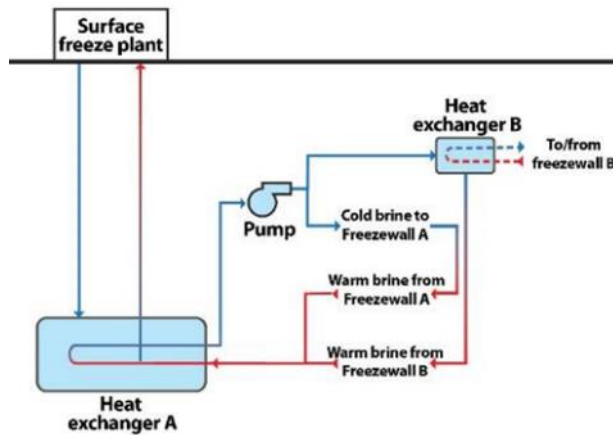 Surface
freeze plant
Heat
exchanger B
To/from
freezewall B
Pump
Cold brine to
Freezewall A
Warm brine from
Freezewall A
Warm brine from
Freezewall B
Heat
exchanger A